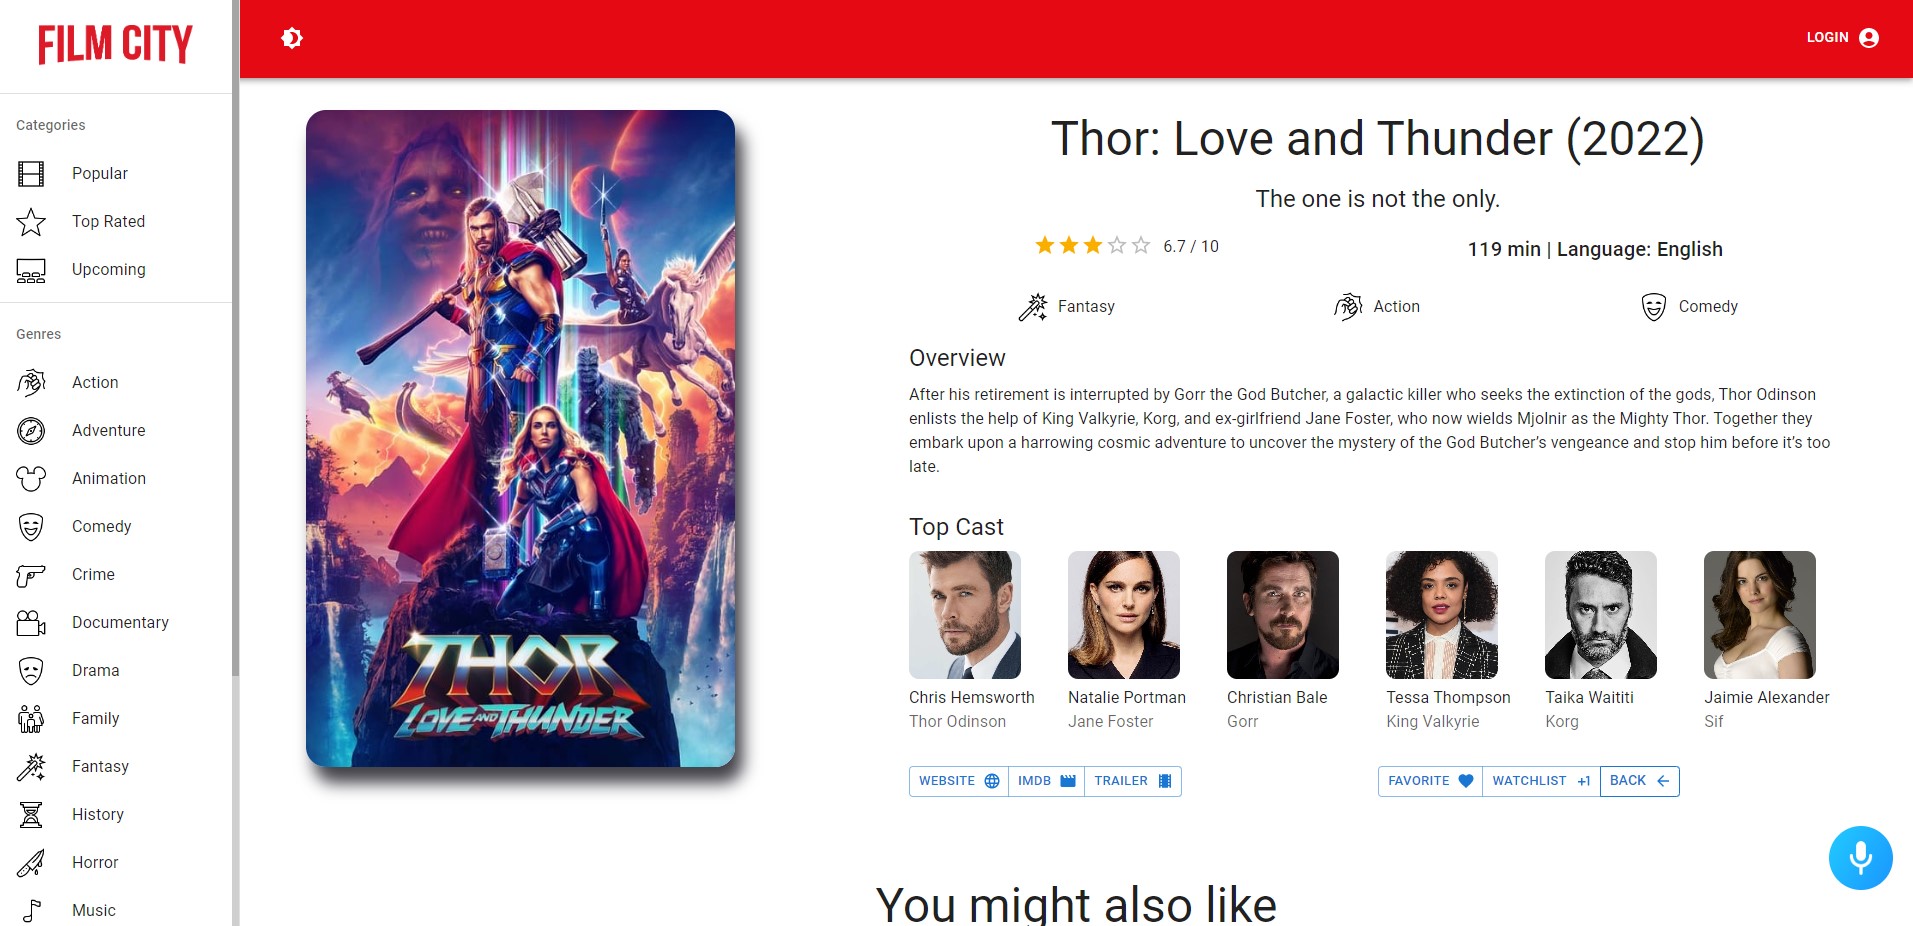 FILM CITY
LOGIN
Categories
Popular
Top Rated
Upcoming
Genres
Action
Adventure
Animation
Comedy
Crime
Documentary
Drama
Family
Fantasy
History
Horror
Music
THOR
LOVE AND THUNDER
Thor: Love and Thunder (2022)
The one is not the only.
6.7 / 10
119 min | Language: English
Fantasy
Action
Comedy
Overview
After his retirement is interrupted by Gorr the God Butcher, a galactic killer who seeks the extinction of the gods, Thor Odinson
enlists the help of King Valkyrie, Korg, and ex-girlfriend Jane Foster, who now wields Mjolnir as the Mighty Thor. Together they
embark upon a harrowing cosmic adventure to uncover the mystery of the God Butcher’s vengeance and stop him before it’s too
late.
Top Cast
Chris Hemsworth
Thor Odinson
Natalie Portman
Jane Foster
Christian Bale
Gorr
Tessa Thompson
King Valkyrie
Taika Waititi
Korg
Jaimie Alexander
Sif
WEBSITE
IMDB
TRAILER
FAVORITE
WATCHLIST +1
BACK
You might also like